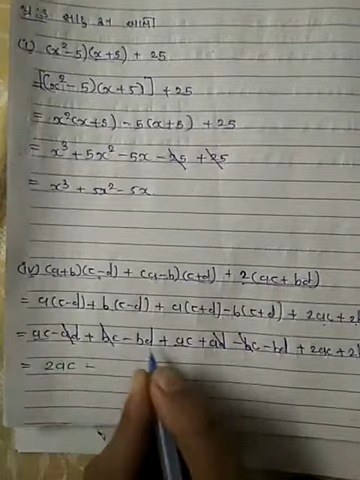 (i) (x²-5)(x+5) + 25
= [(x²-5)(x+5)] +25
= x²(x+5) -5(x+5) +25
= x³ + 5x² -5x -25 +25
= x³ + 5x² -5x
(iv) (a+b)(c-d) + (a-b)(c+d) + 2(ac+bd)
= a(c-d)+b(c-d) + a(c+d) -b(c+d) + 2ac +2
= ac-ad + bc-bd + ac +ad -bc-bd + 2ac+2
= 2ac -